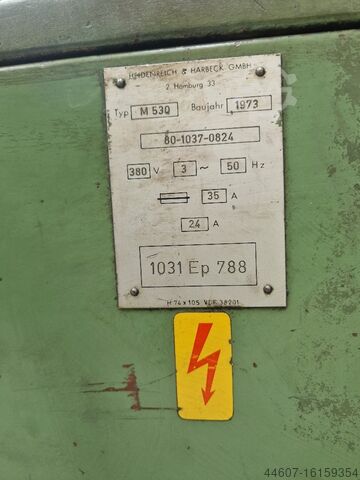 HEIDENREICH & HARBECK GMBH
2 Hamburg 33
Typ M 530 Baujahr 1973
80-1037-0824
380 V 3 ~ 50 Hz
35 A
24 A
1031 Ep 788
H 74 x 105 VDF 38201
44607-16159354